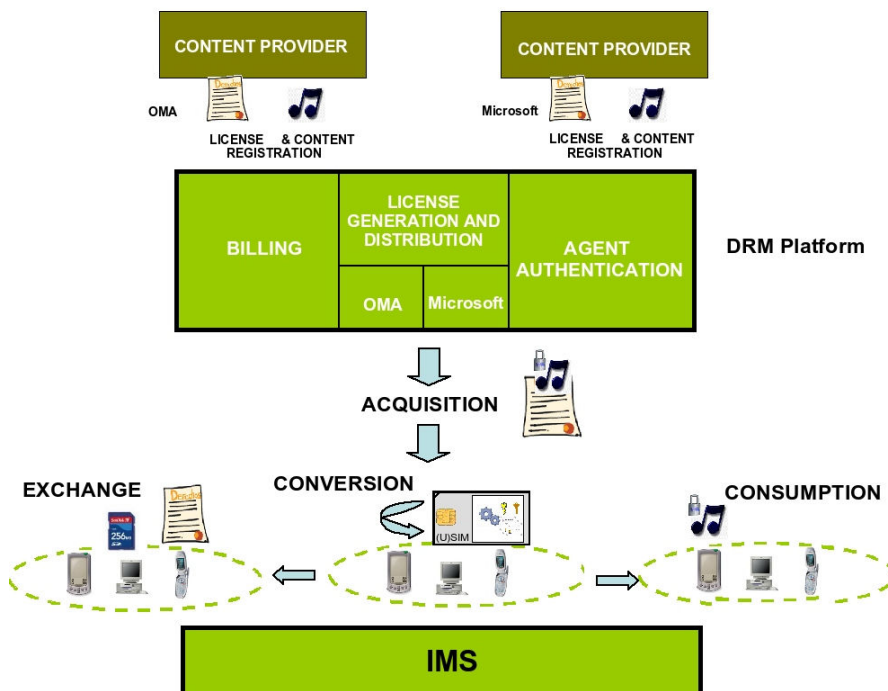 CONTENT PROVIDER
CONTENT PROVIDER
OMA
Microsoft
LICENSE & CONTENT
REGISTRATION
LICENSE & CONTENT
REGISTRATION
BILLING
LICENSE
GENERATION AND
DISTRIBUTION
OMA
Microsoft
AGENT
AUTHENTICATION
DRM Platform
ACQUISITION
EXCHANGE
CONVERSION
CONSUMPTION
256
(U)SIM
IMS